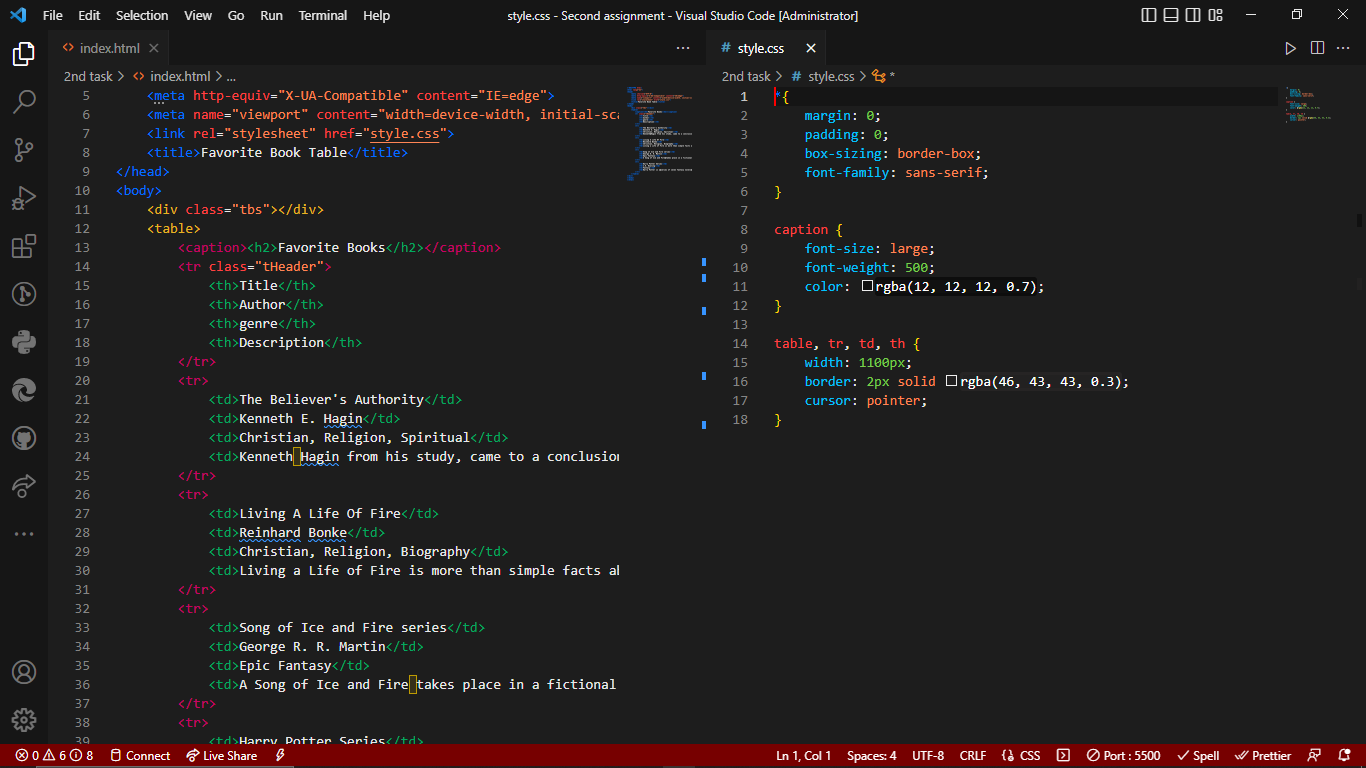 File Edit Selection View Go Run Terminal Help style.css - Second assignment - Visual Studio Code [Administrator]
index.html
2nd task > index.html > ...
5 <meta http-equiv="X-UA-Compatible" content="IE=edge">
6 <meta name="viewport" content="width=device-width, initial-sca
7 <link rel="stylesheet" href="style.css">
8 <title>Favorite Book Table</title>
9 </head>
10 <body>
11 <div class="tbs"></div>
12 <table>
13 <caption><h2>Favorite Books</h2></caption>
14 <tr class="tHeader">
15 <th>Title</th>
16 <th>Author</th>
17 <th>genre</th>
18 <th>Description</th>
19 </tr>
20 <tr>
21 <td>The Believer's Authority</td>
22 <td>Kenneth E. Hagin</td>
23 <td>Christian, Religion, Spiritual</td>
24 <td>Kenneth Hagin from his study, came to a conclusion
25 </tr>
26 <tr>
27 <td>Living A Life Of Fire</td>
28 <td>Reinhard Bonke</td>
29 <td>Christian, Religion, Biography</td>
30 <td>Living a Life of Fire is more than simple facts ab
31 </tr>
32 <tr>
33 <td>Song of Ice and Fire series</td>
34 <td>George R. R. Martin</td>
35 <td>Epic Fantasy</td>
36 <td>A Song of Ice and Fire takes place in a fictional
37 </tr>
38 <tr>
39 <td>Harry Potter Series</td>
# style.css
2nd task > # style.css > *
1 *{
2 margin: 0;
3 padding: 0;
4 box-sizing: border-box;
5 font-family: sans-serif;
6 }
7
8 caption {
9 font-size: large;
10 font-weight: 500;
11 color: rgba(12, 12, 12, 0.7);
12 }
13
14 table, tr, td, th {
15 width: 1100px;
16 border: 2px solid rgba(46, 43, 43, 0.3);
17 cursor: pointer;
18 }
0 6 8 Connect Live Share Ln 1, Col 1 Spaces: 4 UTF-8 CRLF CSS Port : 5500 Spell Prettier